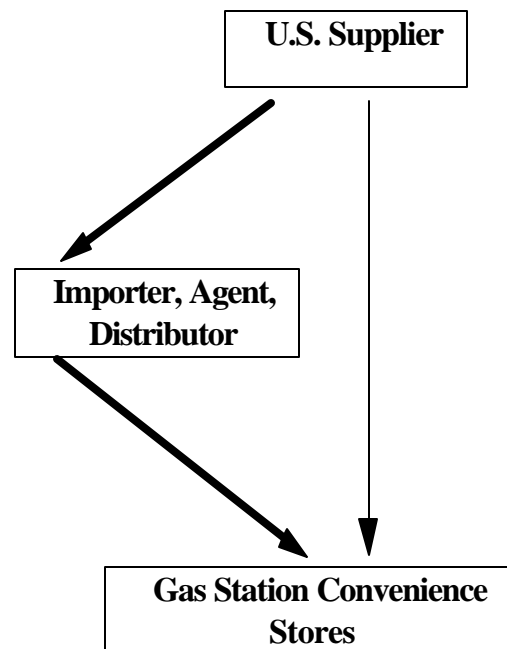 U.S. Supplier
Importer, Agent,
Distributor
Gas Station Convenience
Stores